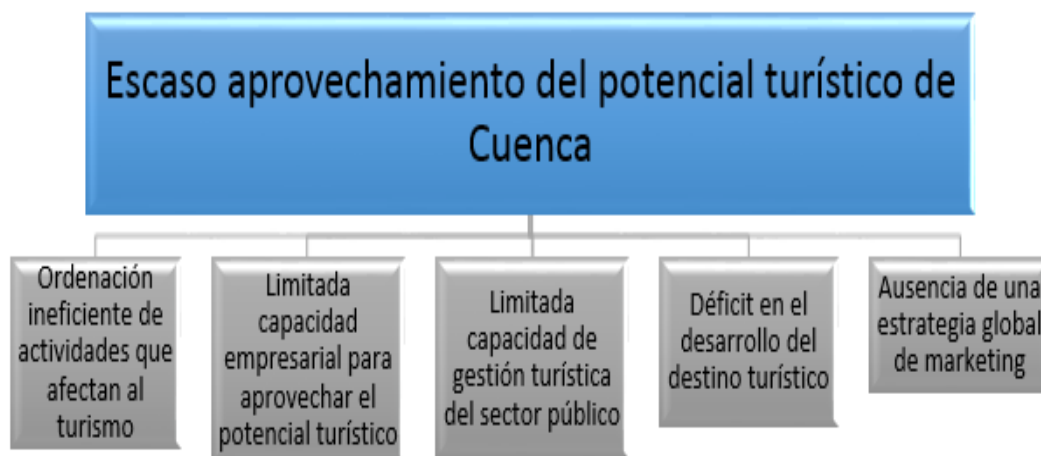 Escaso aprovechamiento del potencial turístico de
Cuenca
Ordenación
ineficiente de
actividades que
afectan al
turismo
Limitada
capacidad
empresarial para
aprovechar el
potencial turístico
Limitada
capacidad de
gestión turística
del sector público
Déficit en el
desarrollo del
destino turístico
Ausencia de una
estrategia global
de marketing